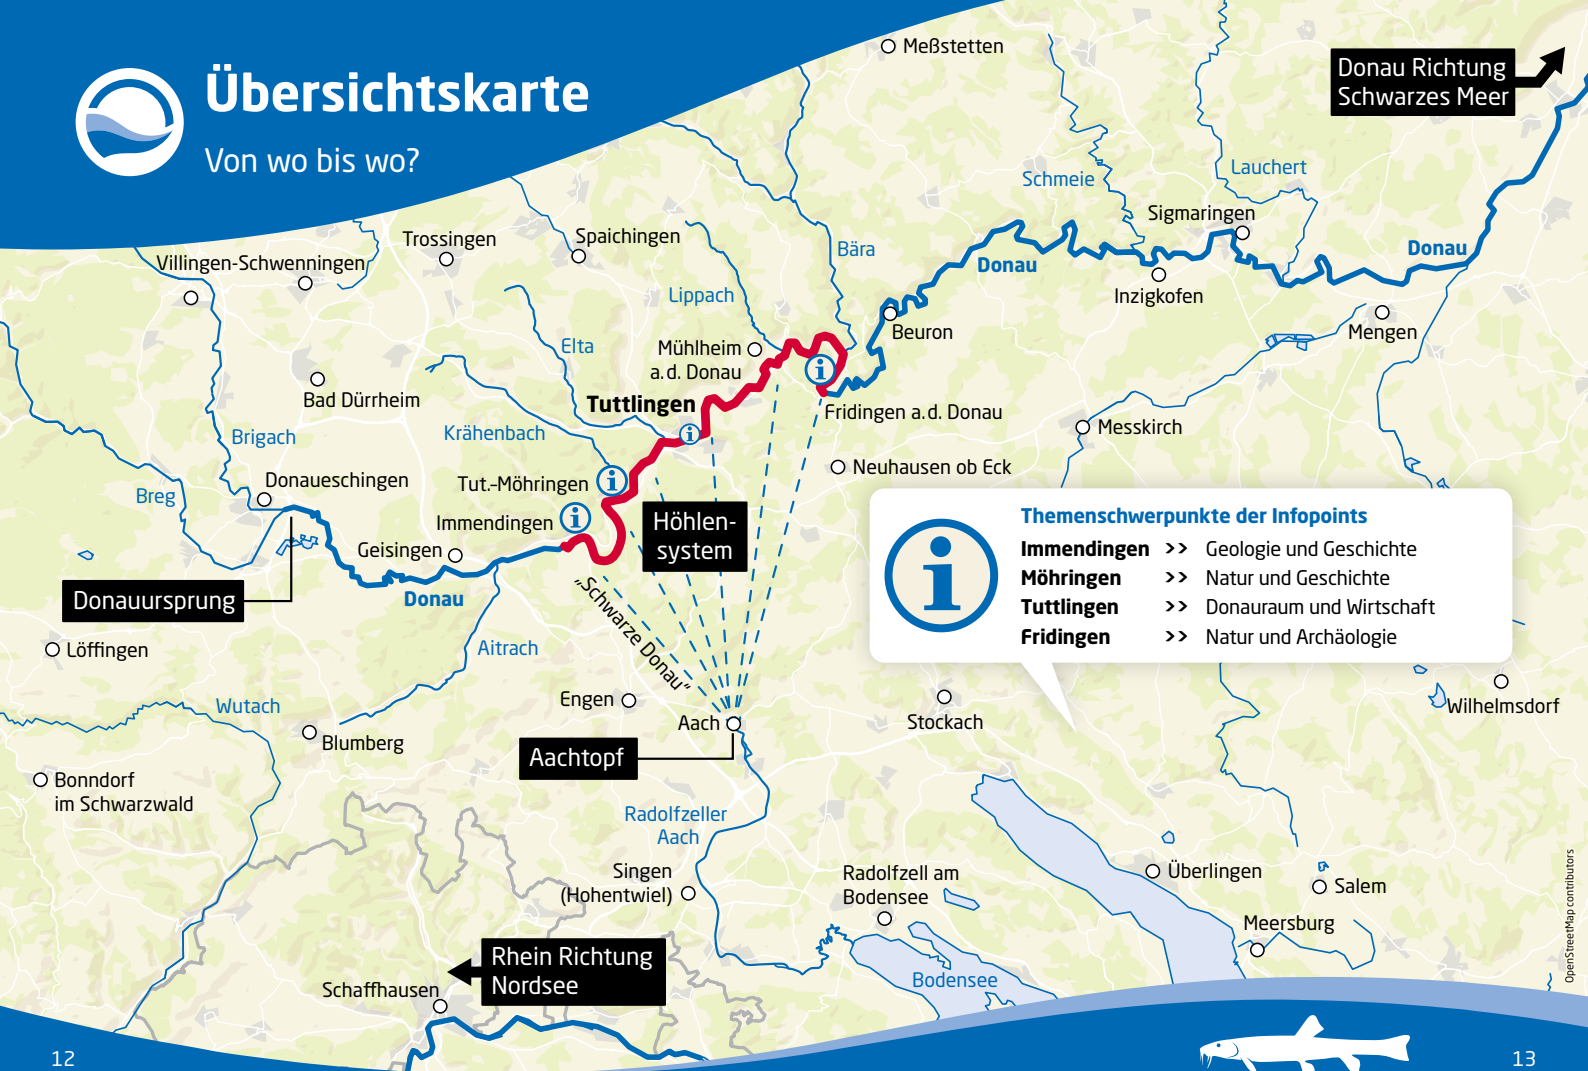 Übersichtskarte
Von wo bis wo?
Meßstetten
Donau Richtung
Schwarzes Meer
Schmeie
Lauchert
Sigmaringen
Trossingen
Spaichingen
Bära
Donau
Donau
Villingen-Schwenningen
Lippach
Inzigkofen
Beuron
Mengen
Elta
Mühlheim
a. d. Donau
Bad Dürrheim
Tuttlingen
Fridingen a. d. Donau
Messkirch
Brigach
Krähenbach
Neuhausen ob Eck
Donaueschingen
Tut.-Möhringen
Breg
Immendingen
Höhlen-
system
Geisingen
Donauursprung
Donau
„Schwarze Donau“
Themenschwerpunkte der Infopoints
Immendingen >> Geologie und Geschichte
Möhringen >> Natur und Geschichte
Tuttlingen >> Donauraum und Wirtschaft
Fridingen >> Natur und Archäologie
Löffingen
Aitrach
Wutach
Engen
Aach
Stockach
Wilhelmsdorf
Blumberg
Aachtopf
Bonndorf
im Schwarzwald
Radolfzeller
Aach
Singen
(Hohentwiel)
Radolfzell am
Bodensee
Überlingen
Salem
Meersburg
Rhein Richtung
Nordsee
Schaffhausen
Bodensee
OpenStreetMap contributors
12
13